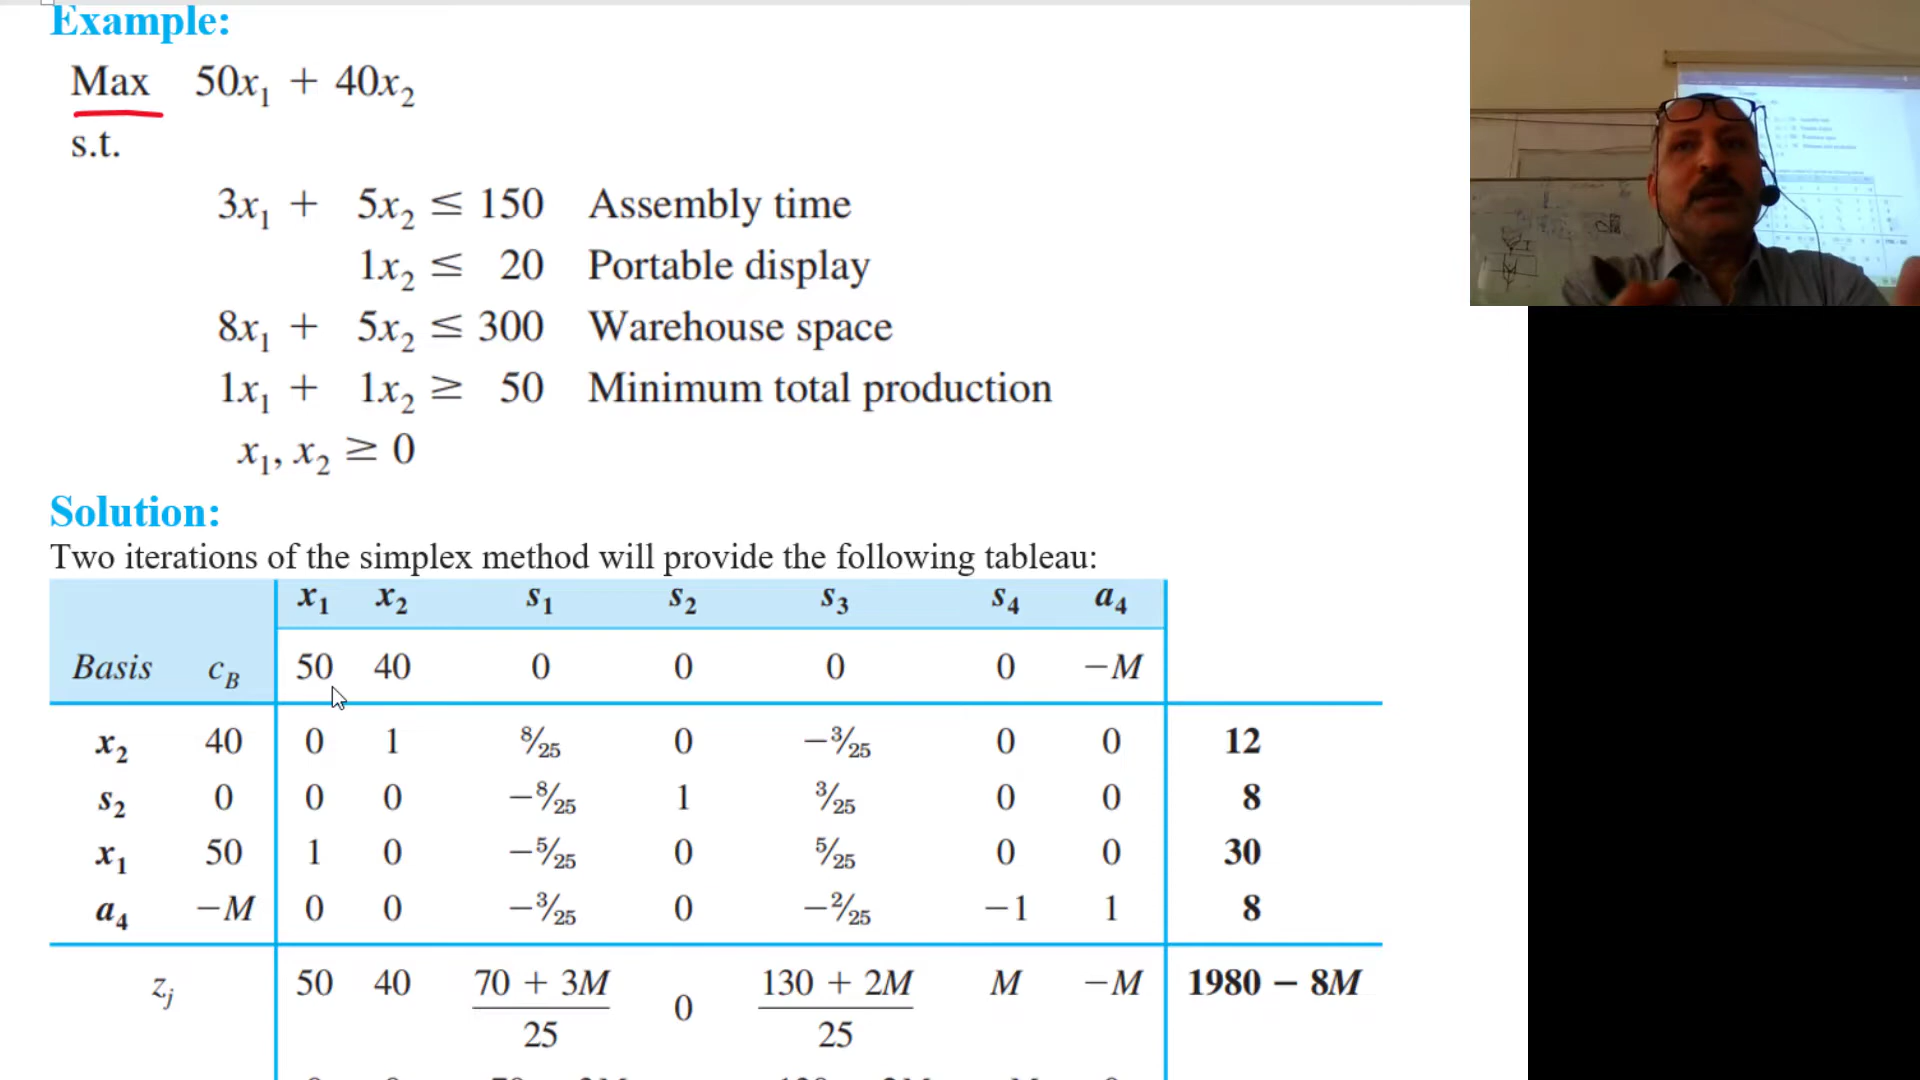 Example:
Max 50x₁ + 40x₂
s.t.
3x₁ + 5x₂ ≤ 150 Assembly time
1x₂ ≤ 20 Portable display
8x₁ + 5x₂ ≤ 300 Warehouse space
1x₁ + 1x₂ ≥ 50 Minimum total production
x₁, x₂ ≥ 0
Solution:
Two iterations of the simplex method will provide the following tableau:
x₁ x₂ s₁ s₂ s₃ s₄ a₄
Basis c_B 50 40 0 0 0 0 −M
x₂ 40 0 1 8/25 0 −3/25 0 0 12
s₂ 0 0 0 −8/25 1 3/25 0 0 8
x₁ 50 1 0 −5/25 0 5/25 0 0 30
a₄ −M 0 0 −3/25 0 −2/25 −1 1 8
z_j 50 40 (70 + 3M)/25 0 (130 + 2M)/25 M −M 1980 − 8M